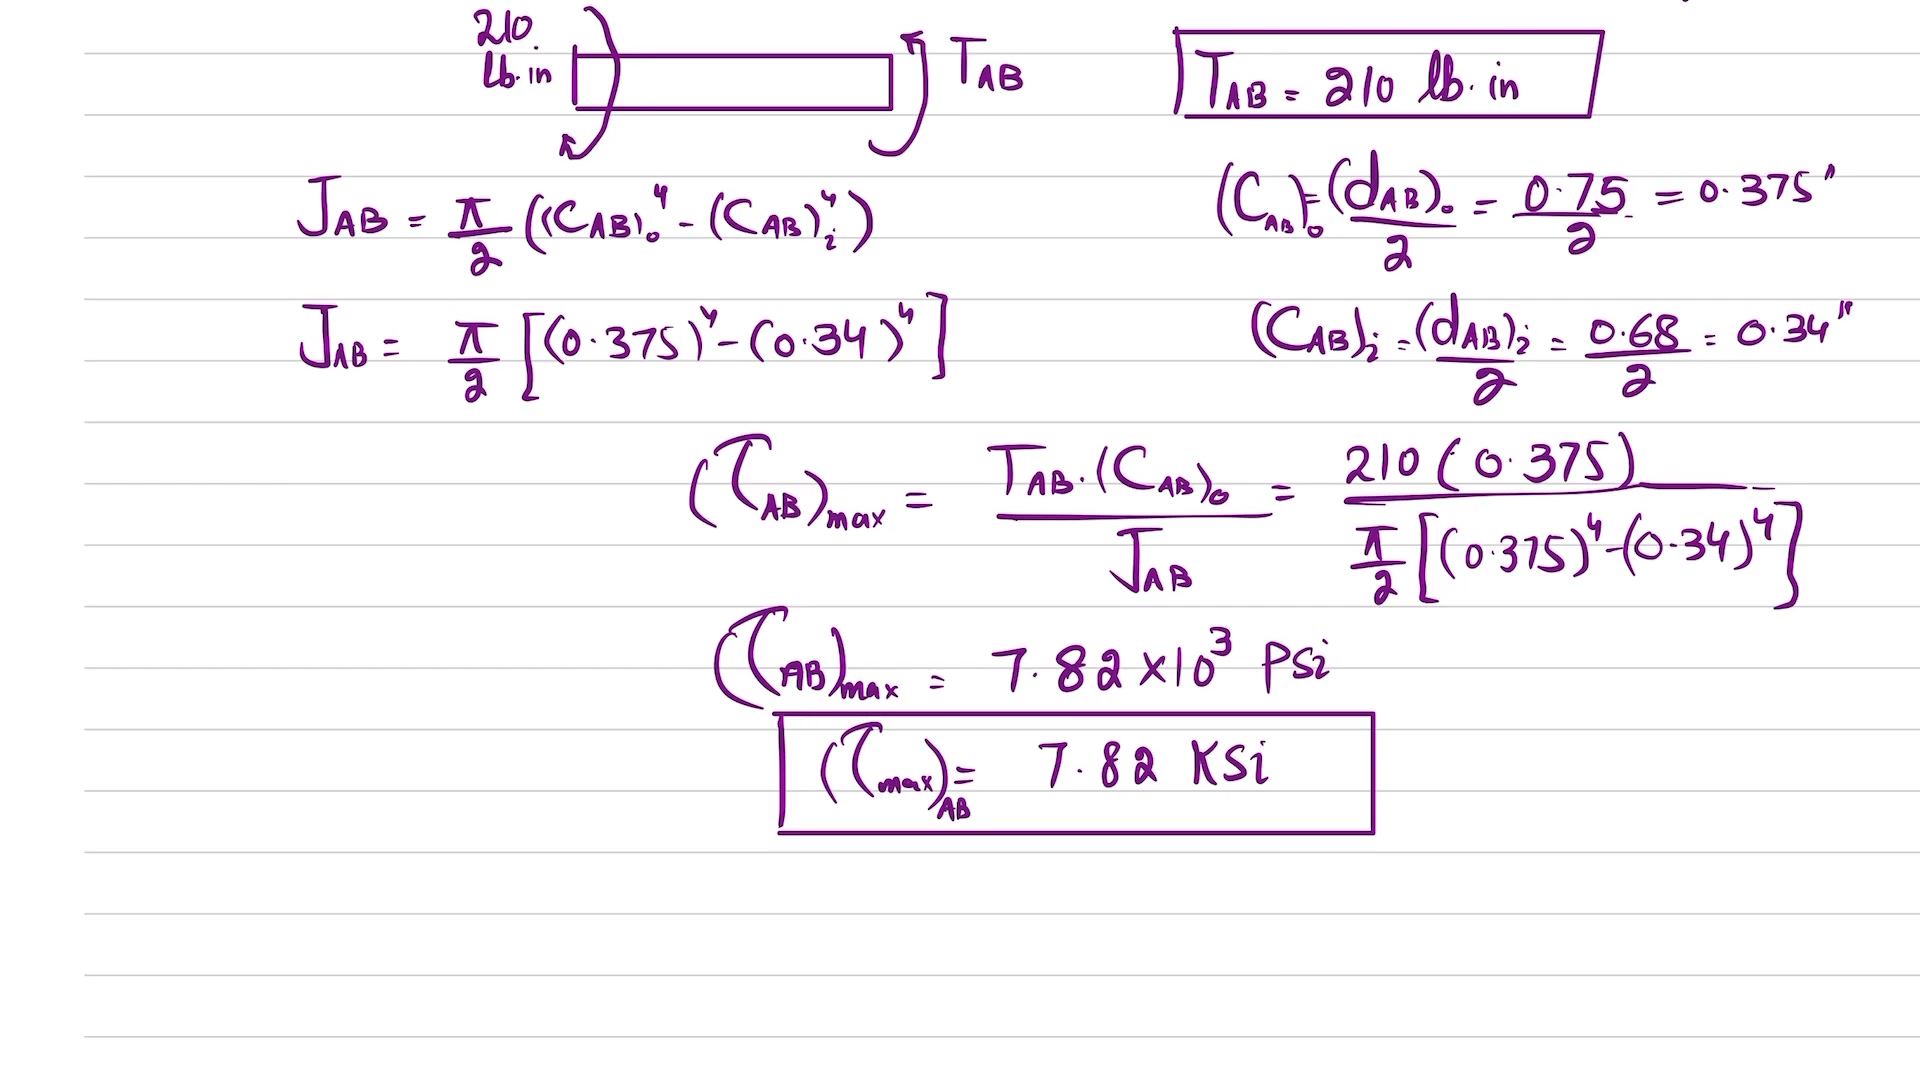 210 lb.in T_AB
T_AB = 210 lb.in
J_AB = π/2 ((C_AB)_o^4 - (C_AB)_i^4)
(C_AB)_o = (d_AB)_o/2 = 0.75/2 = 0.375"
J_AB = π/2 [(0.375)^4 - (0.34)^4]
(C_AB)_i = (d_AB)_i/2 = 0.68/2 = 0.34"
(τ_AB)_max = T_AB.(C_AB)_o/J_AB = 210(0.375)/(π/2 [(0.375)^4-(0.34)^4])
(τ_AB)_max = 7.82 x10^3 Psi
(τ_max)_AB = 7.82 KSi